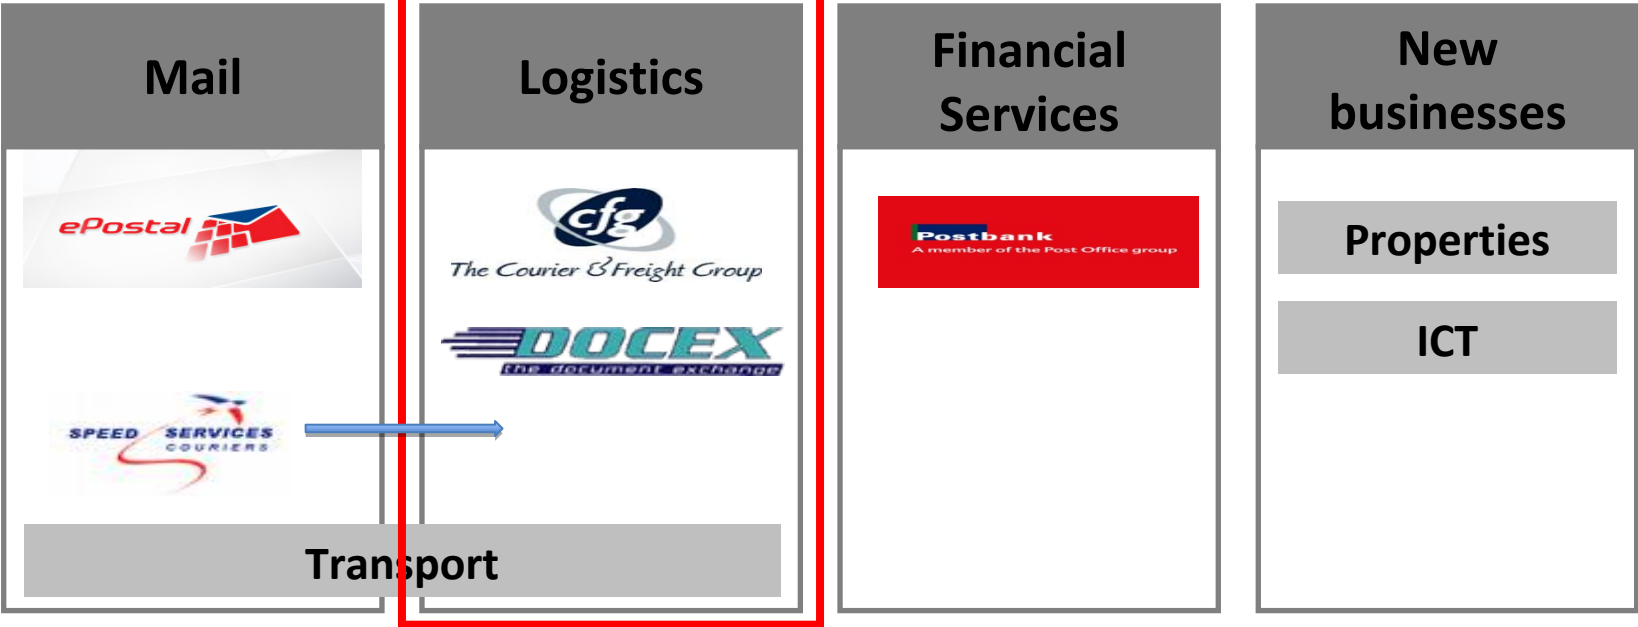 Mail
ePostal
SPEED SERVICES
COURIERS
Logistics
cfg
The Courier & Freight Group
DOCEX
the document exchange
Transport
Financial
Services
Postbank
A member of the Post Office group
New
businesses
Properties
ICT